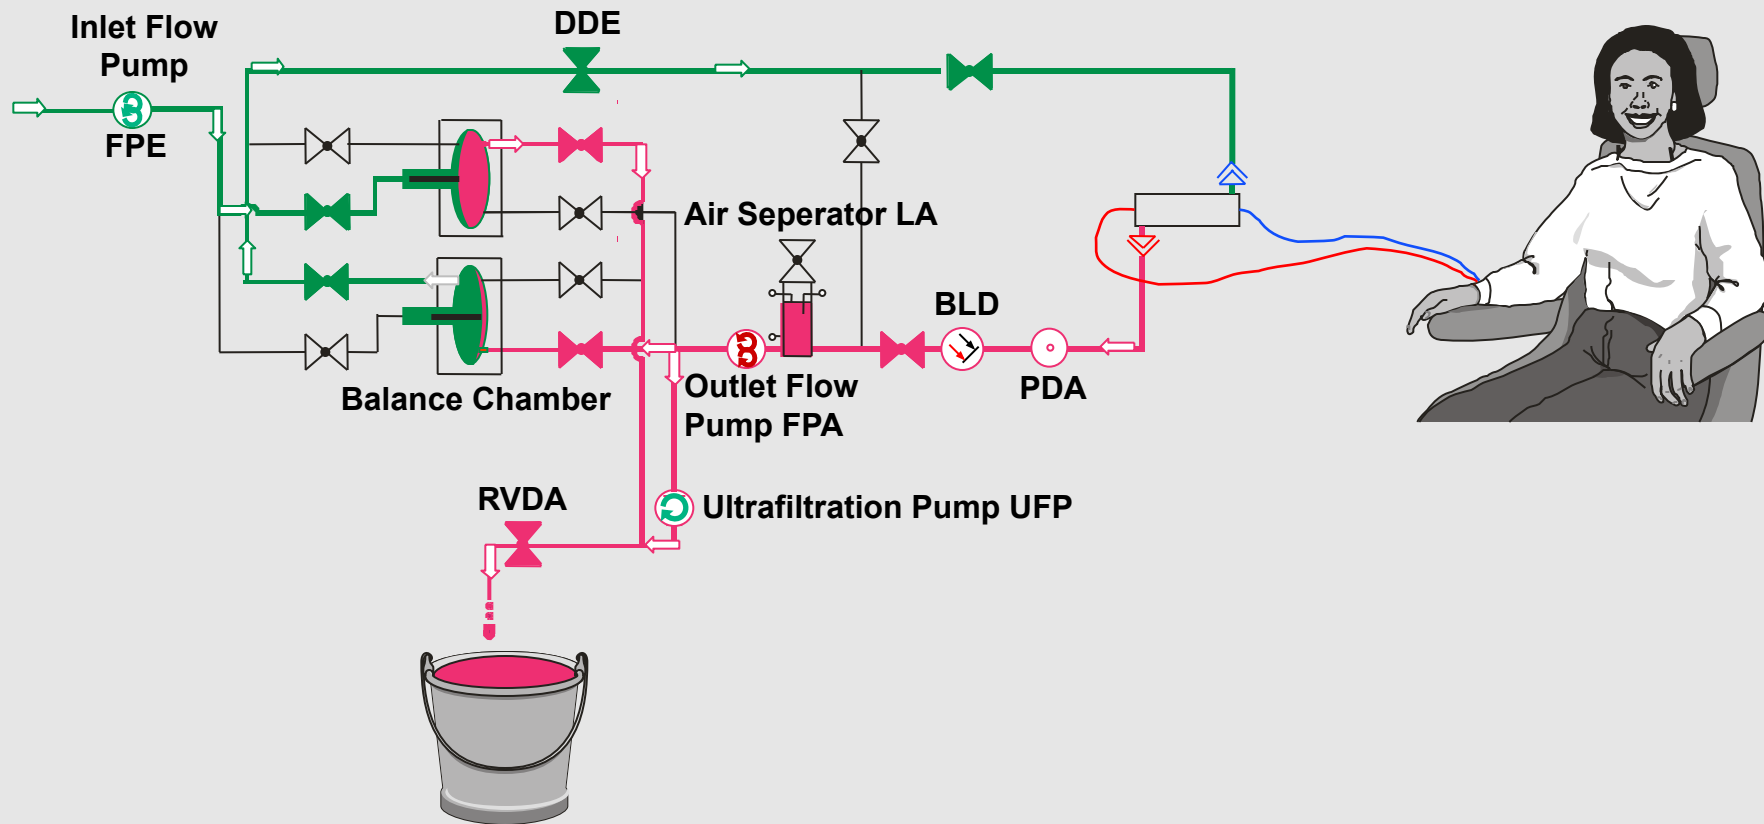 Inlet Flow
Pump
FPE
DDE
Air Seperator LA
BLD
PDA
Balance Chamber
Outlet Flow
Pump FPA
RVDA
Ultrafiltration Pump UFP